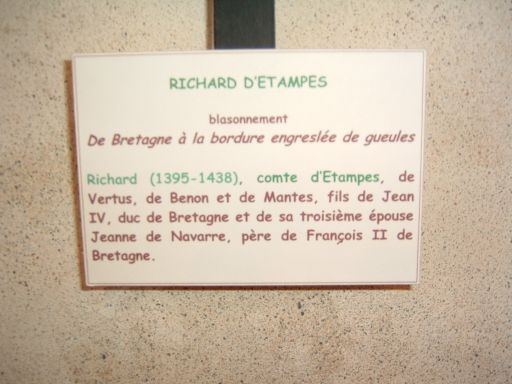 RICHARD D'ETAMPES
blasonnement
De Bretagne à la bordure engreslée de gueules
Richard (1395-1438), comte d'Etampes, de
Vertus, de Benon et de Mantes, fils de Jean
IV, duc de Bretagne et de sa troisième épouse
Jeanne de Navarre, père de François II de
Bretagne.